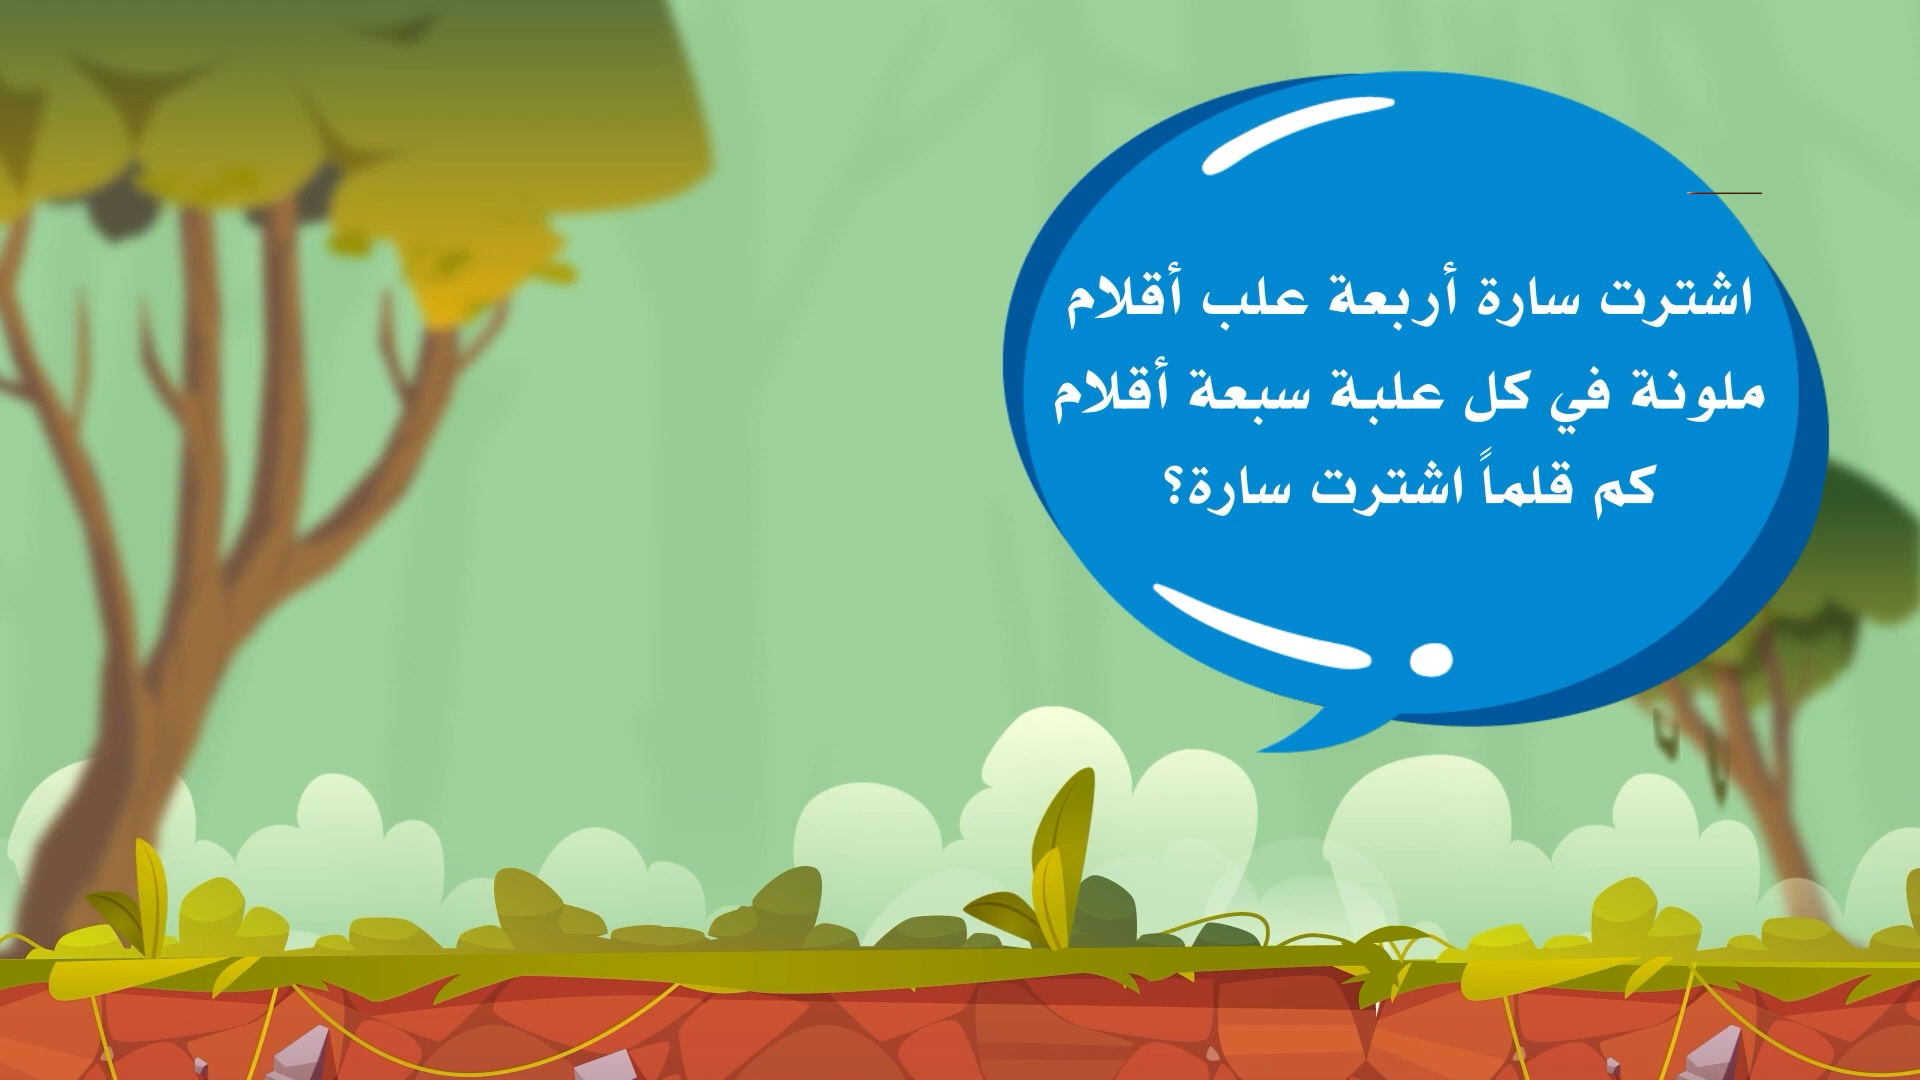 اشترت سارة أربعة علب أقلام
ملونة في كل علبة سبعة أقلام
كم قلماً اشترت سارة؟